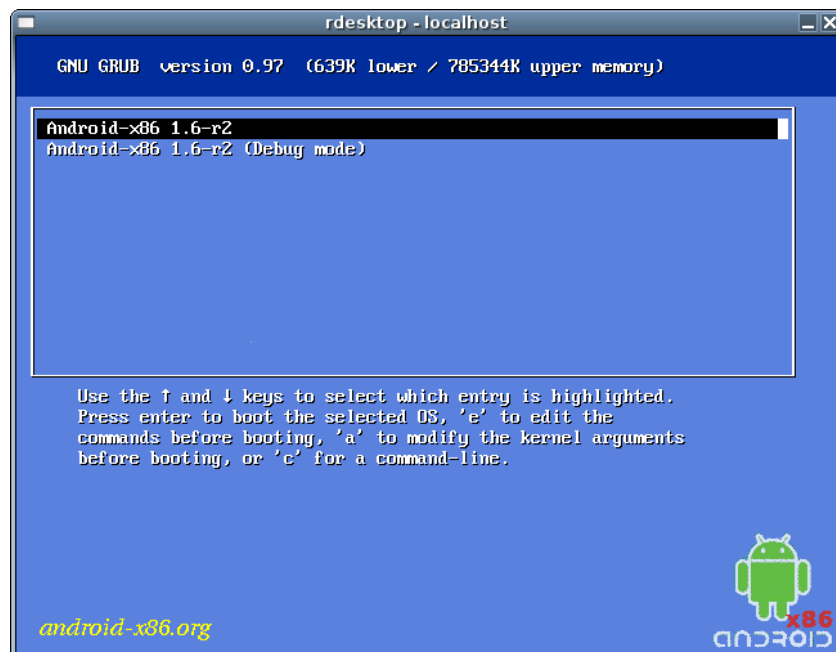 rdesktop - localhost
GNU GRUB version 0.97 (639K lower / 785344K upper memory)
Android-x86 1.6-r2
Android-x86 1.6-r2 (Debug mode)
Use the ↑ and ↓ keys to select which entry is highlighted.
Press enter to boot the selected OS, 'e' to edit the
commands before booting, 'a' to modify the kernel arguments
before booting, or 'c' for a command-line.
android-x86.org
x86
ANDROID